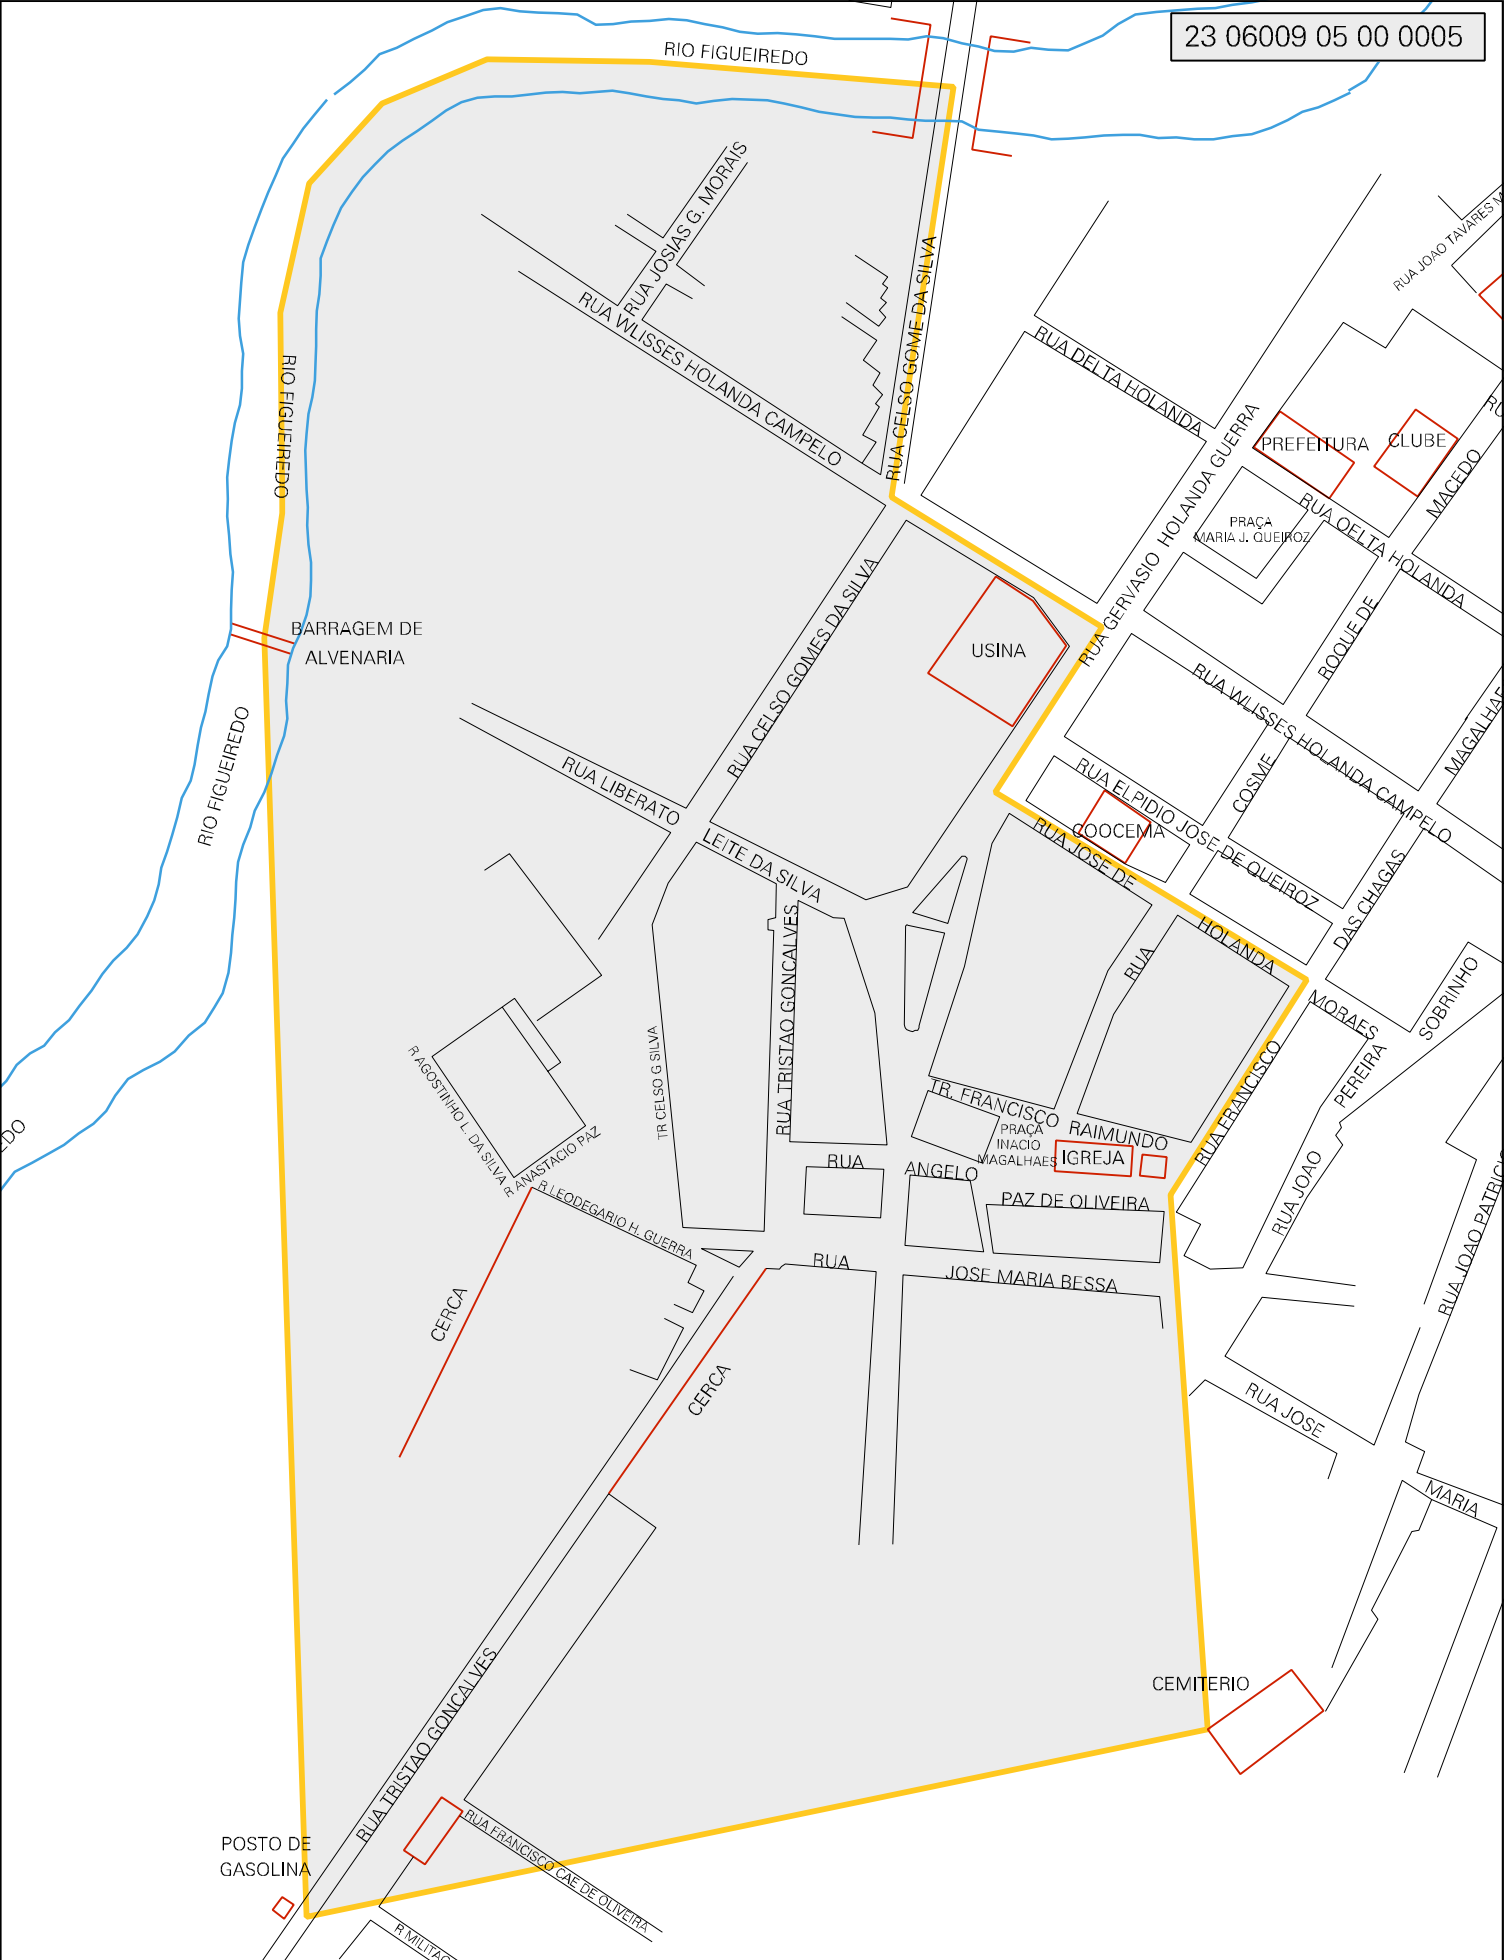 23 06009 05 00 0005
RIO FIGUEIREDO
RUA JOSIAS G. MORAIS
RUA JOAO TAVARES
RUA CELSO GOME DA SILVA
RUA WLISSES HOLANDA CAMPELO
RUA DELTA HOLANDA
RIO FIGUEIREDO
PREFEITURA
CLUBE
MACEDO
RUA GERVASIO HOLANDA GUERRA
PRAÇA
MARIA J. QUEIROZ
RUA OELTA HOLANDA
BARRAGEM DE
ALVENARIA
USINA
RUA CELSO GOMES DA SILVA
ROQUE DE
RUA WLISSES HOLANDA CAMPELO
RIO FIGUEIREDO
RUA LIBERATO
LEITE DA SILVA
RUA ELPIDIO JOSE DE QUEIROZ
COSME
COOCEMA
RUA JOSE DE
HOLANDA
DAS CHAGAS
RUA
MORAES
SOBRINHO
PEREIRA
RUA TRISTAO GONCALVES
TR CELSO G SILVA
R AGOSTINHO L. DA SILVA
R ANASTACIO PAZ
RUA FRANCISCO
TR. FRANCISCO
RAIMUNDO
PRAÇA
INACIO
MAGALHAES
IGREJA
RUA
ANGELO
PAZ DE OLIVEIRA
R LEODEGARIO H. GUERRA
RUA JOAO
RUA
JOSE MARIA BESSA
CERCA
CERCA
RUA JOSE
MARIA
CEMITERIO
RUA TRISTAO GONCALVES
POSTO DE
GASOLINA
RUA FRANCISCO CAE DE OLIVEIRA